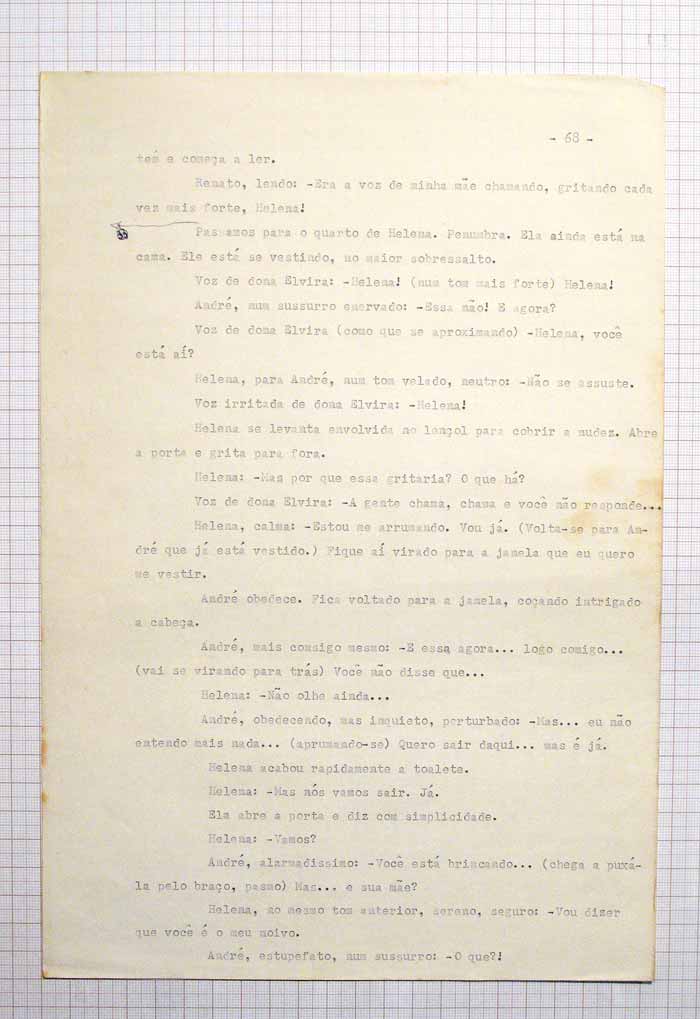 - 68 -
tem e começa a ler.
Renato, lendo: -Era a voz de minha mãe chamando, gritando cada
vez mais forte, Helena!
Passamos para o quarto de Helena. Penumbra. Ela ainda está na
cama. Ele está se vestindo, no maior sobressalto.
Voz de dona Elvira: -Helena! (num tom mais forte) Helena!
André, num sussurro enervado: -Essa não! E agora?
Voz de dona Elvira (como que se aproximando) -Helena, você
está aí?
Helena, para André, num tom velado, neutro: -Não se assuste.
Voz irritada de dona Elvira: -Helena!
Helena se levanta envolvida no lençol para cobrir a nudez. Abre
a porta e grita para fora.
Helena: -Mas por que essa gritaria? O que há?
Voz de dona Elvira: -A gente chama, chama e você não responde...
Helena, calma: -Estou me arrumando. Vou já. (Volta-se para An-
dré que já está vestido.) Fique aí virado para a janela que eu quero
me vestir.
André obedece. Fica voltado para a janela, coçando intrigado
a cabeça.
André, mais consigo mesmo: -E essa agora... logo comigo...
(vai se virando para trás) Você não disse que...
Helena: -Não olhe ainda...
André, obedecendo, mas inquieto, perturbado: -Mas... eu não
entendo mais nada... (aprumando-se) Quero sair daqui... mas é já.
Helena acabou rapidamente a toalete.
Helena: -Mas nós vamos sair. Já.
Ela abre a porta e diz com simplicidade.
Helena: -Vamos?
André, alarmadissimo: -Você está brincando... (chega a puxá-
la pelo braço, pasmo) Mas... e sua mãe?
Helena, no mesmo tom anterior, sereno, seguro: -Vou dizer
que você é o meu noivo.
André, estupefato, num sussurro: -O que?!